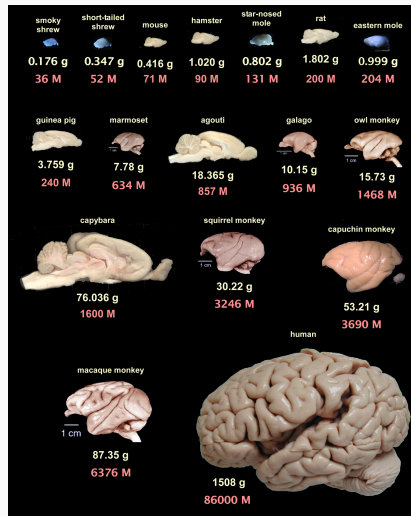 smoky shrew
short-tailed shrew
mouse
hamster
star-nosed mole
rat
eastern mole
0.176 g
0.347 g
0.416 g
1.020 g
0.802 g
1.802 g
0.999 g
36 M
52 M
71 M
90 M
131 M
200 M
204 M
guinea pig
marmoset
agouti
galago
owl monkey
1 cm
1 cm
3.759 g
7.78 g
18.365 g
10.15 g
15.73 g
240 M
634 M
857 M
936 M
1468 M
capybara
squirrel monkey
capuchin monkey
1 cm
76.036 g
30.22 g
53.21 g
1600 M
3246 M
3690 M
human
macaque monkey
1 cm
87.35 g
6376 M
1508 g
86000 M